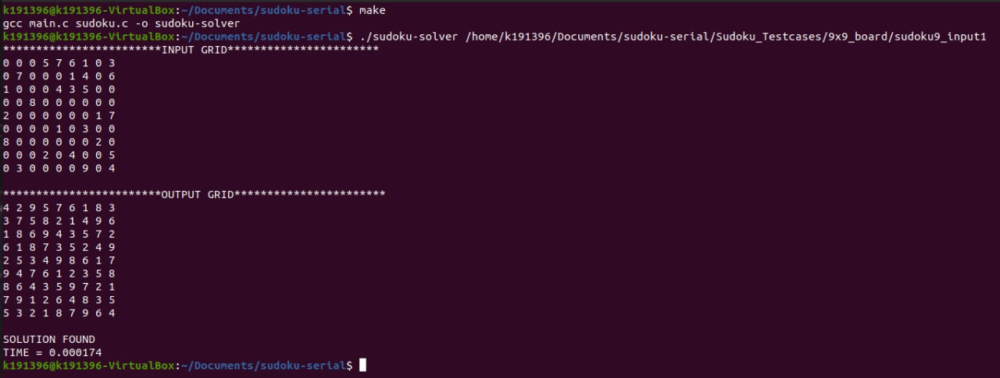 k191396@k191396-VirtualBox:~/Documents/sudoku-serial$ make
gcc main.c sudoku.c -o sudoku-solver
k191396@k191396-VirtualBox:~/Documents/sudoku-serial$ ./sudoku-solver /home/k191396/Documents/sudoku-serial/Sudoku_Testcases/9x9_board/sudoku9_input1
************************INPUT GRID***********************
0 0 0 5 7 6 1 0 3
0 7 0 0 0 1 4 0 6
1 0 0 0 4 3 5 0 0
0 0 8 0 0 0 0 0 0
2 0 0 0 0 0 0 1 7
0 0 0 0 1 0 3 0 0
8 0 0 0 0 0 0 2 0
0 0 0 2 0 4 0 0 5
0 3 0 0 0 0 9 0 4
************************OUTPUT GRID***********************
4 2 9 5 7 6 1 8 3
3 7 5 8 2 1 4 9 6
1 8 6 9 4 3 5 7 2
6 1 8 7 3 5 2 4 9
2 5 3 4 9 8 6 1 7
9 4 7 6 1 2 3 5 8
8 6 4 3 5 9 7 2 1
7 9 1 2 6 4 8 3 5
5 3 2 1 8 7 9 6 4
SOLUTION FOUND
TIME = 0.000174
k191396@k191396-VirtualBox:~/Documents/sudoku-serial$